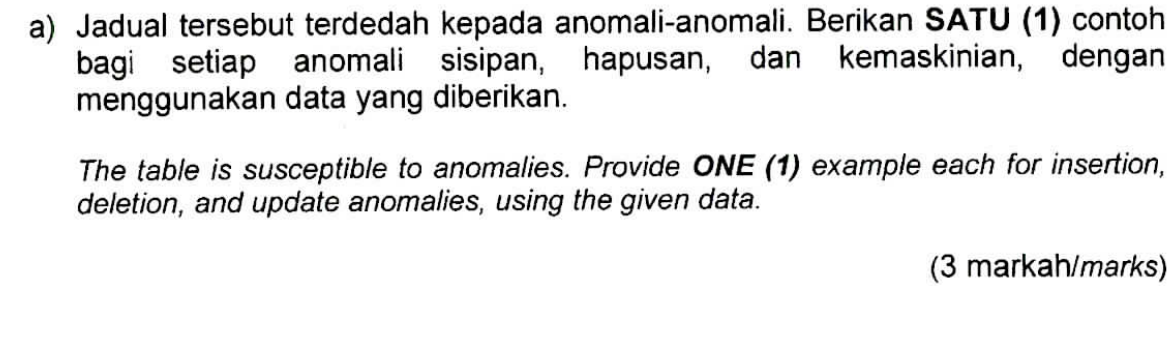 a) Jadual tersebut terdedah kepada anomali-anomali. Berikan SATU (1) contoh
bagi setiap anomali sisipan, hapusan, dan kemaskinian, dengan
menggunakan data yang diberikan.
The table is susceptible to anomalies. Provide ONE (1) example each for insertion,
deletion, and update anomalies, using the given data.
(3 markah/marks)